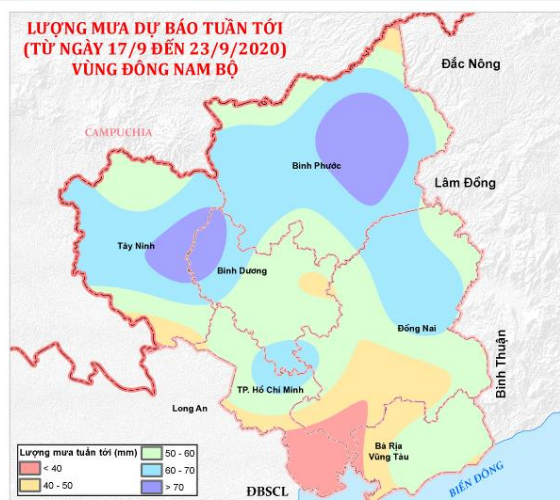 LƯỢNG MƯA DỰ BÁO TUẦN TỚI
(TỪ NGÀY 17/9 ĐẾN 23/9/2020)
VÙNG ĐÔNG NAM BỘ
Đắc Nông
CAMPUCHIA
Bình Phước
Lâm Đồng
Tây Ninh
Bình Dương
Đồng Nai
Bình Thuận
TP. Hồ Chí Minh
Long An
Bà Rịa
Vũng Tàu
Lượng mưa tuần tới (mm)
< 40
40 - 50
50 - 60
60 - 70
> 70
ĐBSCL
BIỂN ĐÔNG